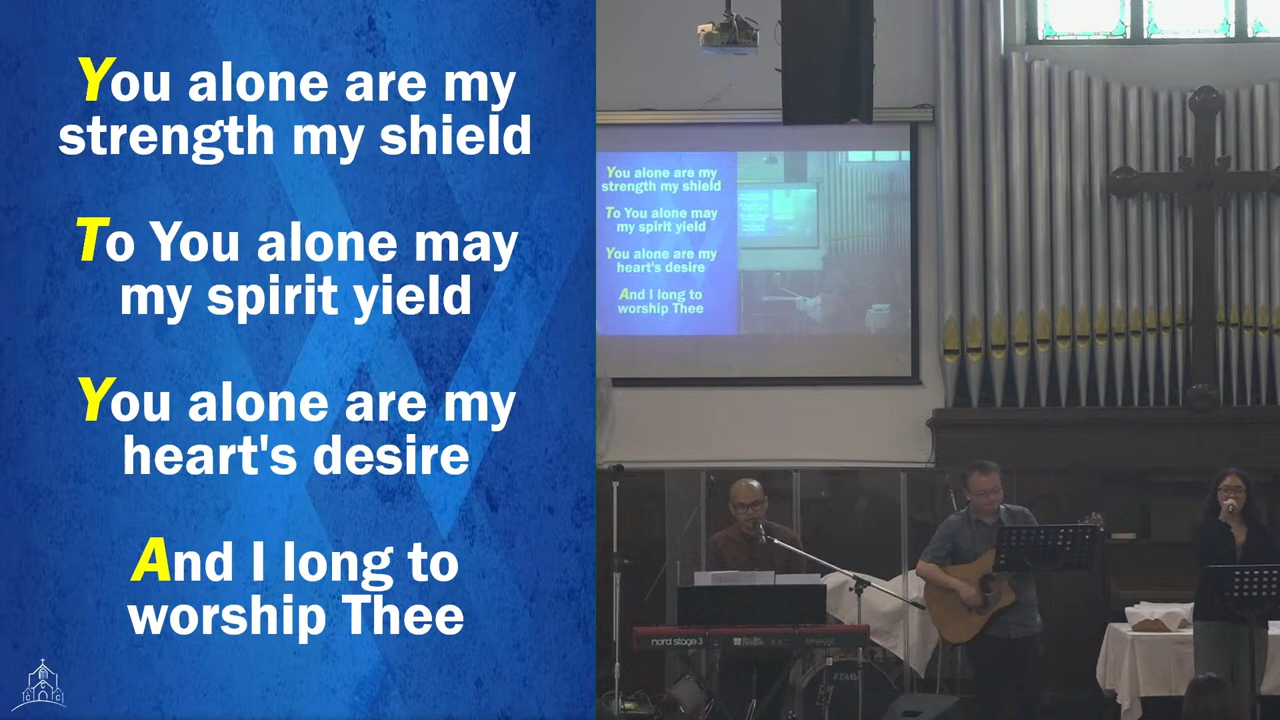 You alone are my
strength my shield
To You alone may
my spirit yield
You alone are my
heart's desire
And I long to
worship Thee
You alone are my
strength my shield
To You alone may
my spirit yield
You alone are my
heart's desire
And I long to
worship Thee
nord stage 3
TAMA
C C